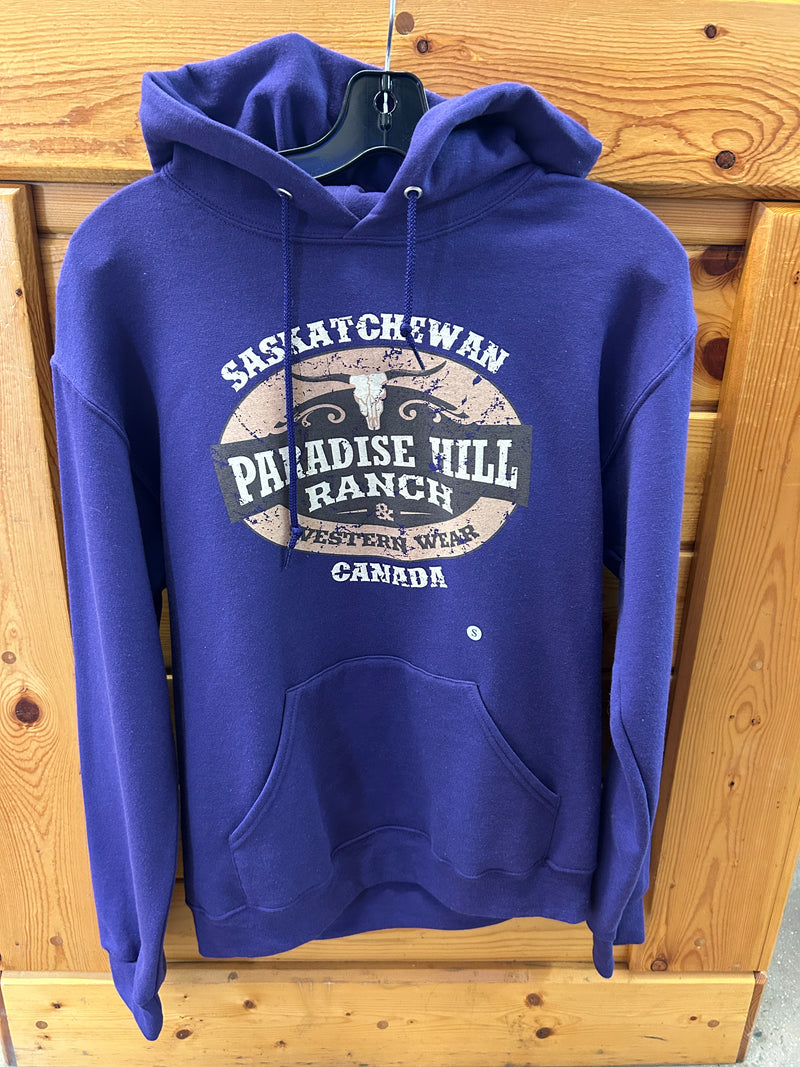 SASKATCHEWAN
PARADISE HILL
RANCH
&
WESTERN WEAR
CANADA
S